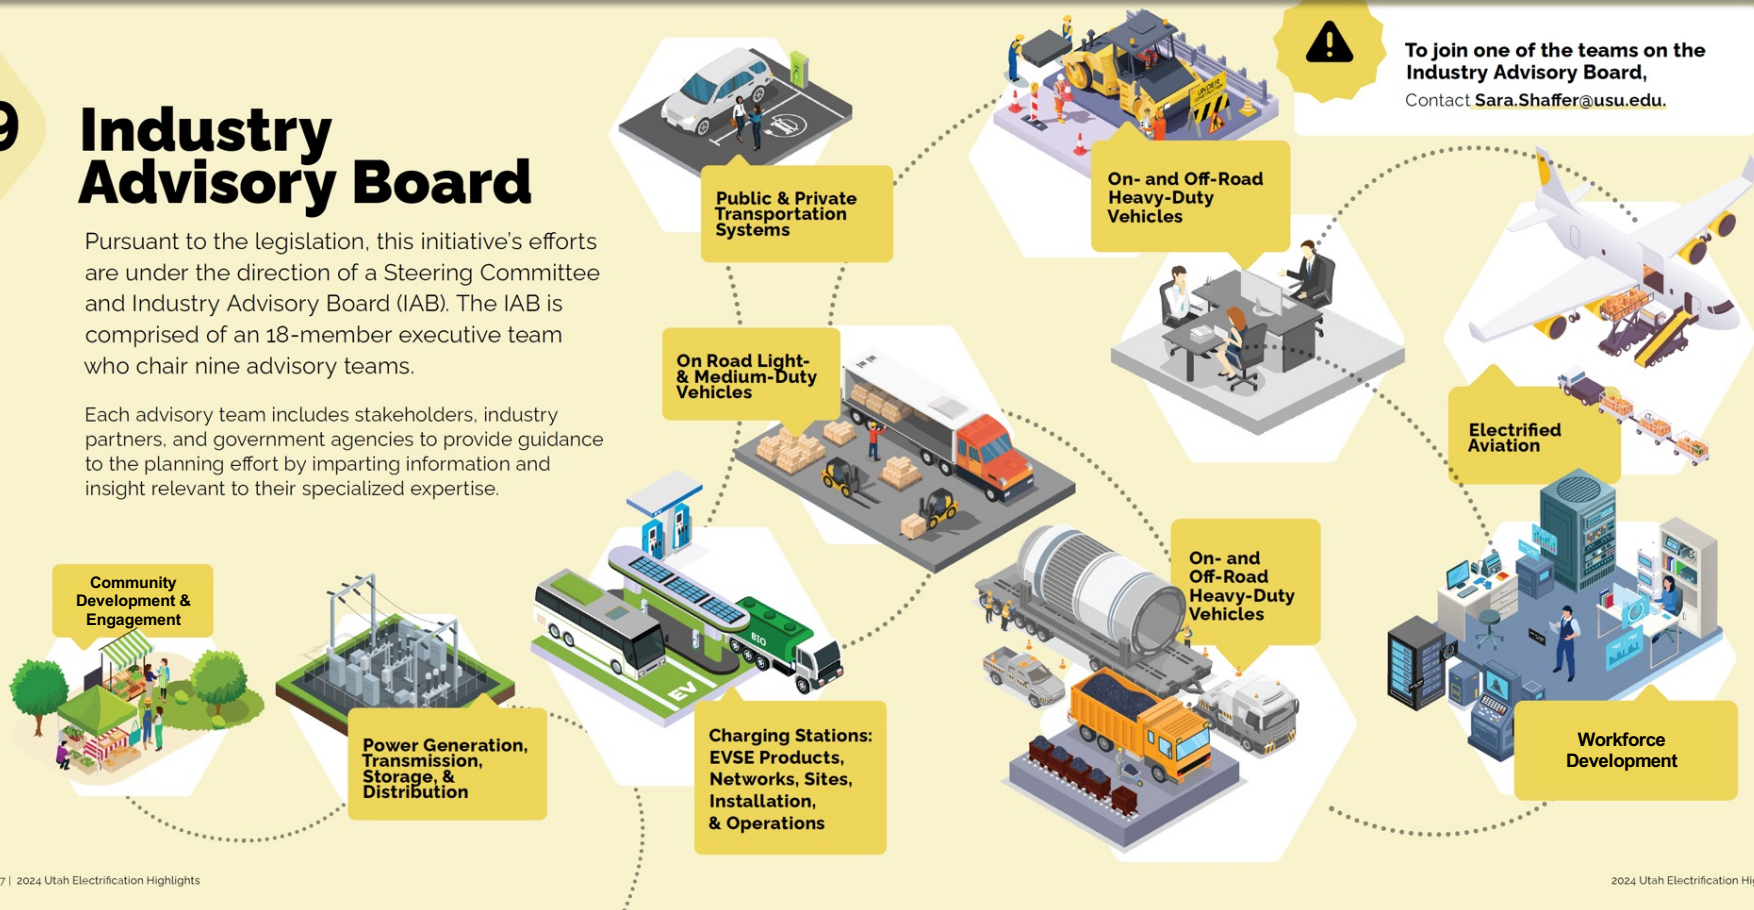 9
Industry
Advisory Board
Pursuant to the legislation, this initiative's efforts
are under the direction of a Steering Committee
and Industry Advisory Board (IAB). The IAB is
comprised of an 18-member executive team
who chair nine advisory teams.
Each advisory team includes stakeholders, industry
partners, and government agencies to provide guidance
to the planning effort by imparting information and
insight relevant to their specialized expertise.
To join one of the teams on the
Industry Advisory Board,
Contact Sara.Shaffer@usu.edu.
Public & Private
Transportation
Systems
UNDER
CONSTRUCTION
On- and Off-Road
Heavy-Duty
Vehicles
On Road Light-
& Medium-Duty
Vehicles
Electrified
Aviation
Community
Development &
Engagement
Power Generation,
Transmission,
Storage, &
Distribution
BIO
EV
Charging Stations:
EVSE Products,
Networks, Sites,
Installation,
& Operations
On- and
Off-Road
Heavy-Duty
Vehicles
Workforce
Development
7 | 2024 Utah Electrification Highlights
2024 Utah Electrification